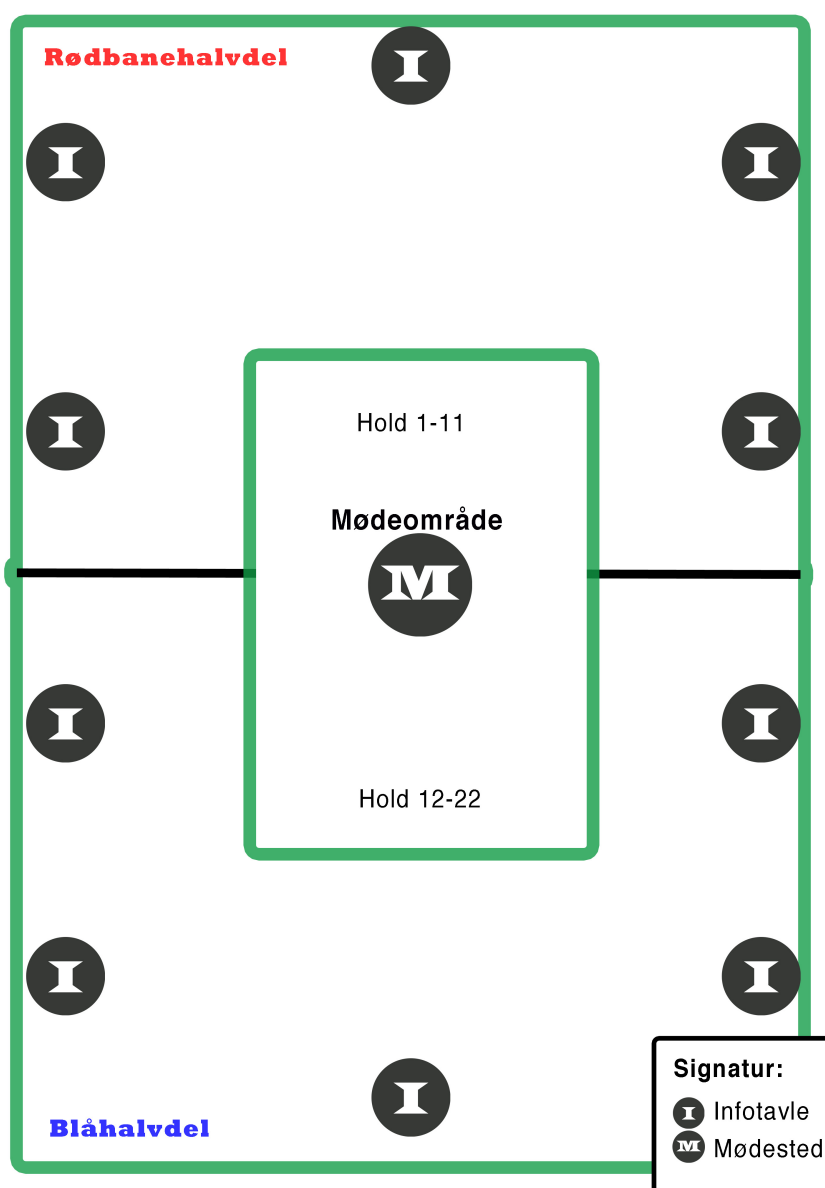 Rødbanehalvdel
I
I
I
Hold 1-11
I
I
Mødeområde
M
I
I
Hold 12-22
I
I
Signatur:
I
I Infotavle
Blåhalvdel
M Mødested